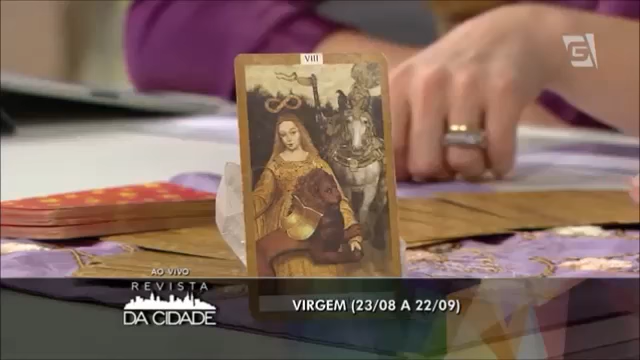 VIII
G
AO VIVO
REVISTA
DA CIDADE
VIRGEM (23/08 A 22/09)